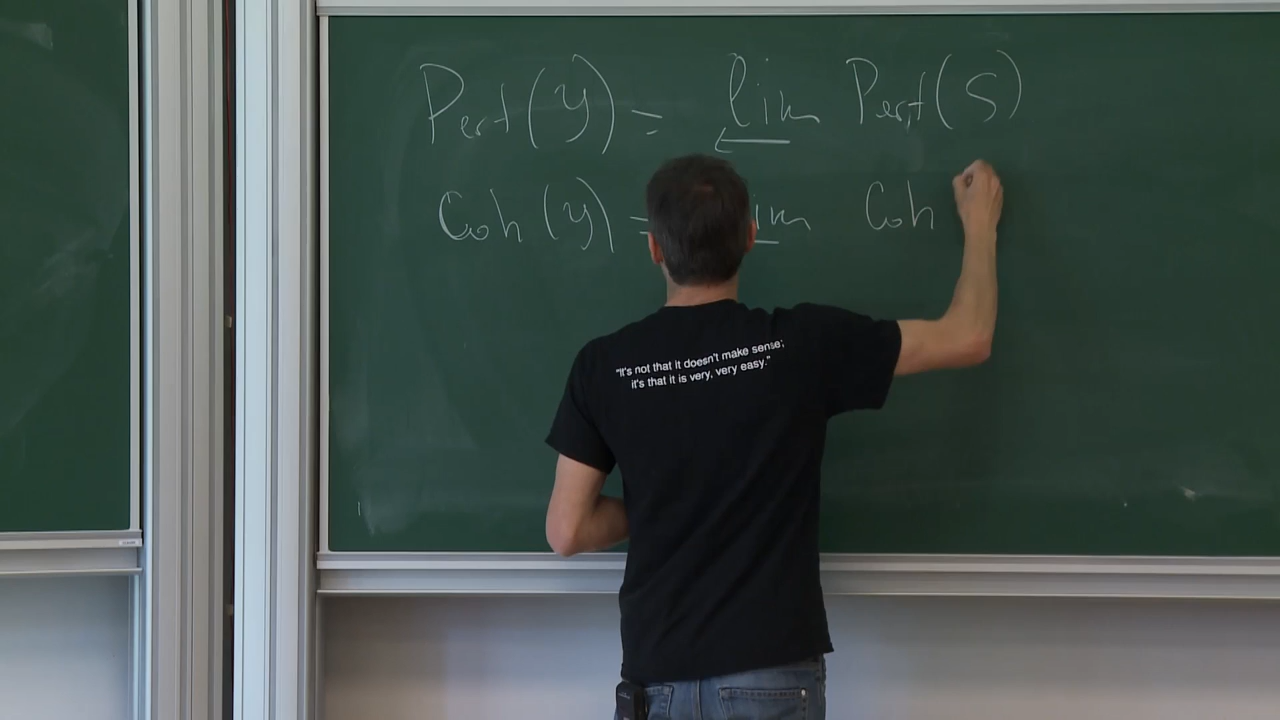 Perf(Y) = lim Perf(S)
Coh(Y) = lim Coh
"It's not that it doesn't make sense;
it's that it is very, very easy."